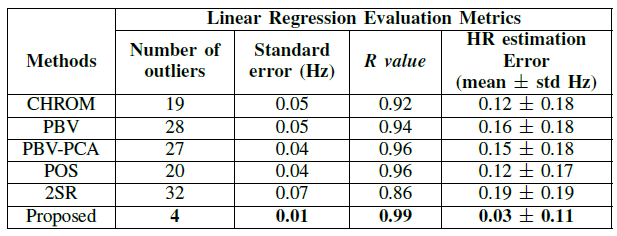 Linear Regression Evaluation Metrics
Methods Number of outliers Standard error (Hz) R value HR estimation Error (mean ± std Hz)
CHROM 19 0.05 0.92 0.12 ± 0.18
PBV 28 0.05 0.94 0.16 ± 0.18
PBV-PCA 27 0.04 0.96 0.15 ± 0.18
POS 20 0.04 0.96 0.12 ± 0.17
2SR 32 0.07 0.86 0.19 ± 0.19
Proposed 4 0.01 0.99 0.03 ± 0.11